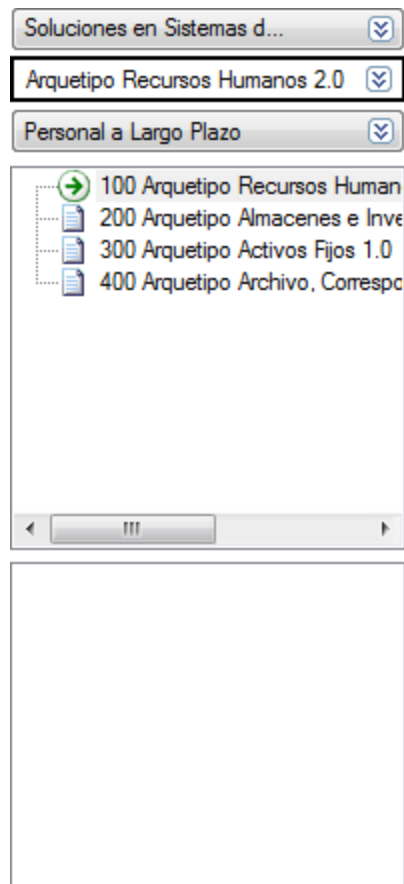 Soluciones en Sistemas d...
Arquetipo Recursos Humanos 2.0
Personal a Largo Plazo
100 Arquetipo Recursos Human
200 Arquetipo Almacenes e Inve
300 Arquetipo Activos Fijos 1.0
400 Arquetipo Archivo, Correspo